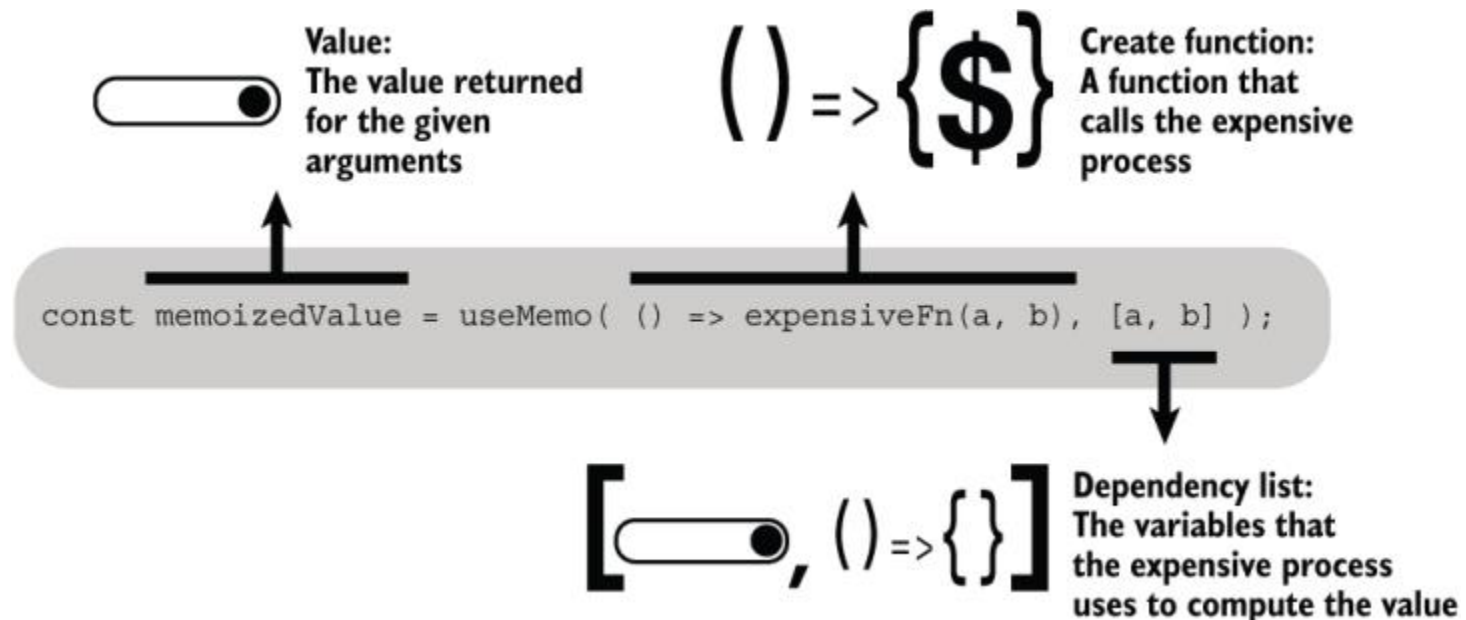 Value:
The value returned
for the given
arguments
() => {$}
Create function:
A function that
calls the expensive
process
const memoizedValue = useMemo( () => expensiveFn(a, b), [a, b] );
[ , () => {}]
Dependency list:
The variables that
the expensive process
uses to compute the value